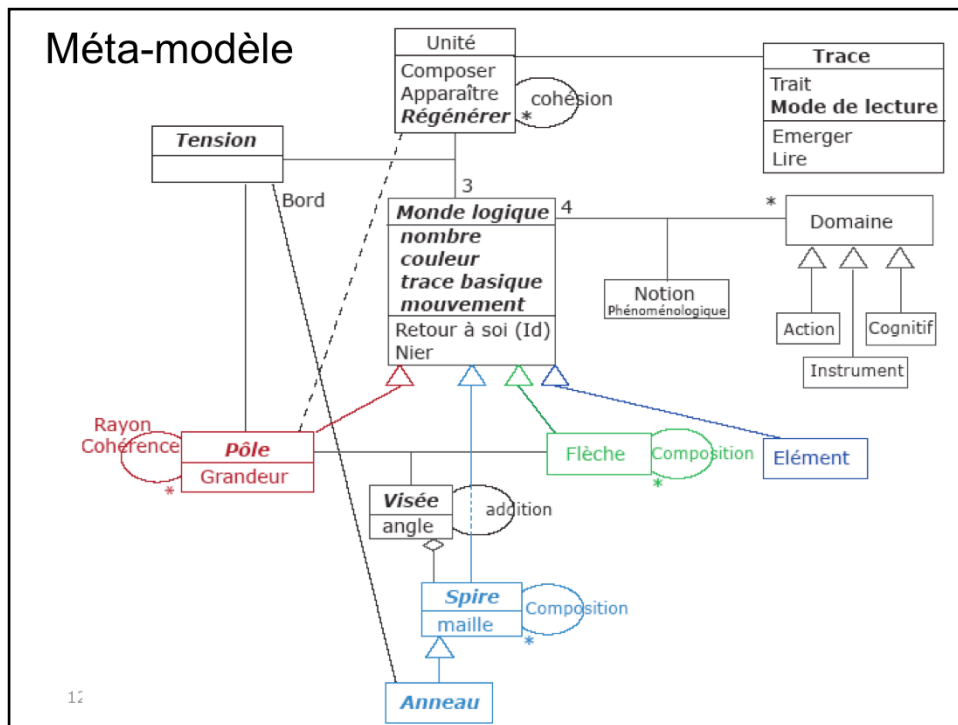 Méta-modèle
Unité
Composer
Apparaître
Régénérer
*
cohésion
Trace
Trait
Mode de lecture
Emerger
Lire
Tension
Bord
3
Monde logique
4
nombre
couleur
trace basique
mouvement
Retour à soi (Id)
Nier
*
Domaine
Notion
Phénoménologique
Action
Cognitif
Instrument
Rayon
Cohérence
*
Pôle
Grandeur
Flèche
Composition
*
Elément
Visée
angle
addition
Spire
maille
Composition
*
Anneau
12